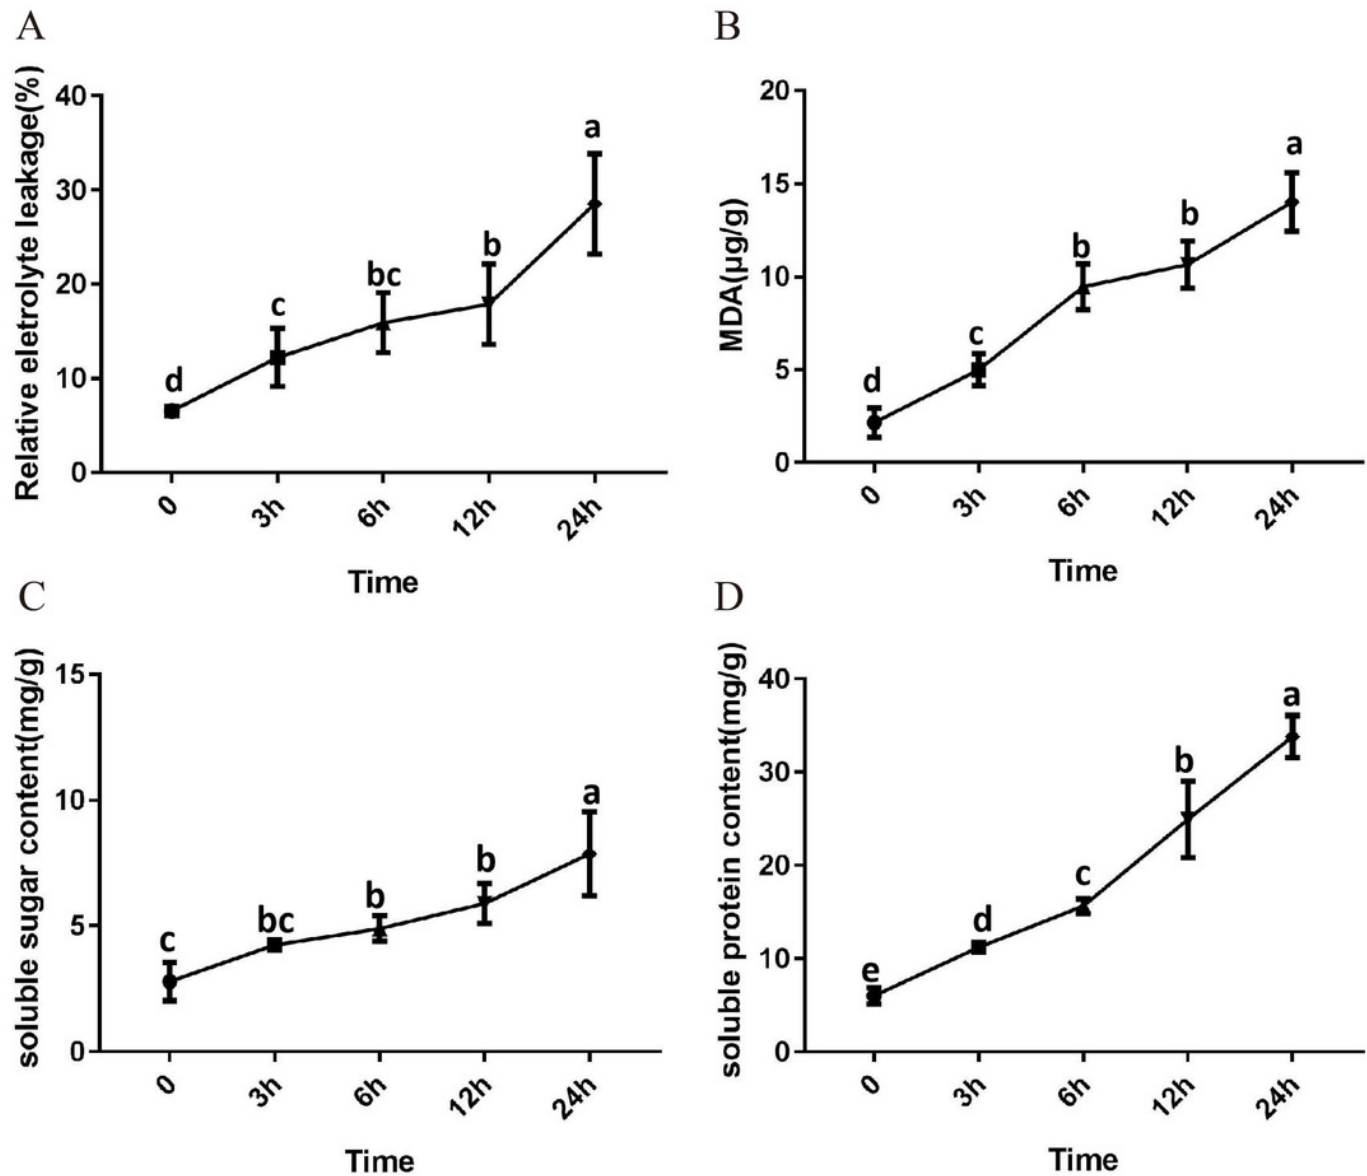 A
Relative eletrolyte leakage(%)
40
30
20
10
0
d
c
bc
b
a
0
3h
6h
12h
24h
Time
B
MDA(μg/g)
20
15
10
5
0
d
c
b
b
a
0
3h
6h
12h
24h
Time
C
soluble sugar content(mg/g)
15
10
5
0
c
bc
b
b
a
0
3h
6h
12h
24h
Time
D
soluble protein content(mg/g)
40
30
20
10
0
e
d
c
b
a
0
3h
6h
12h
24h
Time